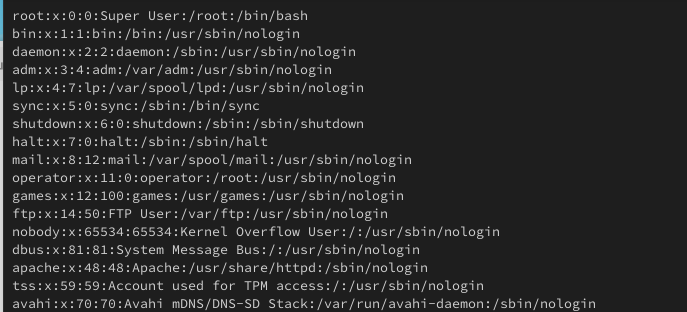 root:x:0:0:Super User:/root:/bin/bash
bin:x:1:1:bin:/bin:/usr/sbin/nologin
daemon:x:2:2:daemon:/sbin:/usr/sbin/nologin
adm:x:3:4:adm:/var/adm:/usr/sbin/nologin
lp:x:4:7:lp:/var/spool/lpd:/usr/sbin/nologin
sync:x:5:0:sync:/sbin:/bin/sync
shutdown:x:6:0:shutdown:/sbin:/sbin/shutdown
halt:x:7:0:halt:/sbin:/sbin/halt
mail:x:8:12:mail:/var/spool/mail:/usr/sbin/nologin
operator:x:11:0:operator:/root:/usr/sbin/nologin
games:x:12:100:games:/usr/games:/usr/sbin/nologin
ftp:x:14:50:FTP User:/var/ftp:/usr/sbin/nologin
nobody:x:65534:65534:Kernel Overflow User:/:/usr/sbin/nologin
dbus:x:81:81:System Message Bus:/:/usr/sbin/nologin
apache:x:48:48:Apache:/usr/share/httpd:/sbin/nologin
tss:x:59:59:Account used for TPM access:/:/usr/sbin/nologin
avahi:x:70:70:Avahi mDNS/DNS-SD Stack:/var/run/avahi-daemon:/sbin/nologin